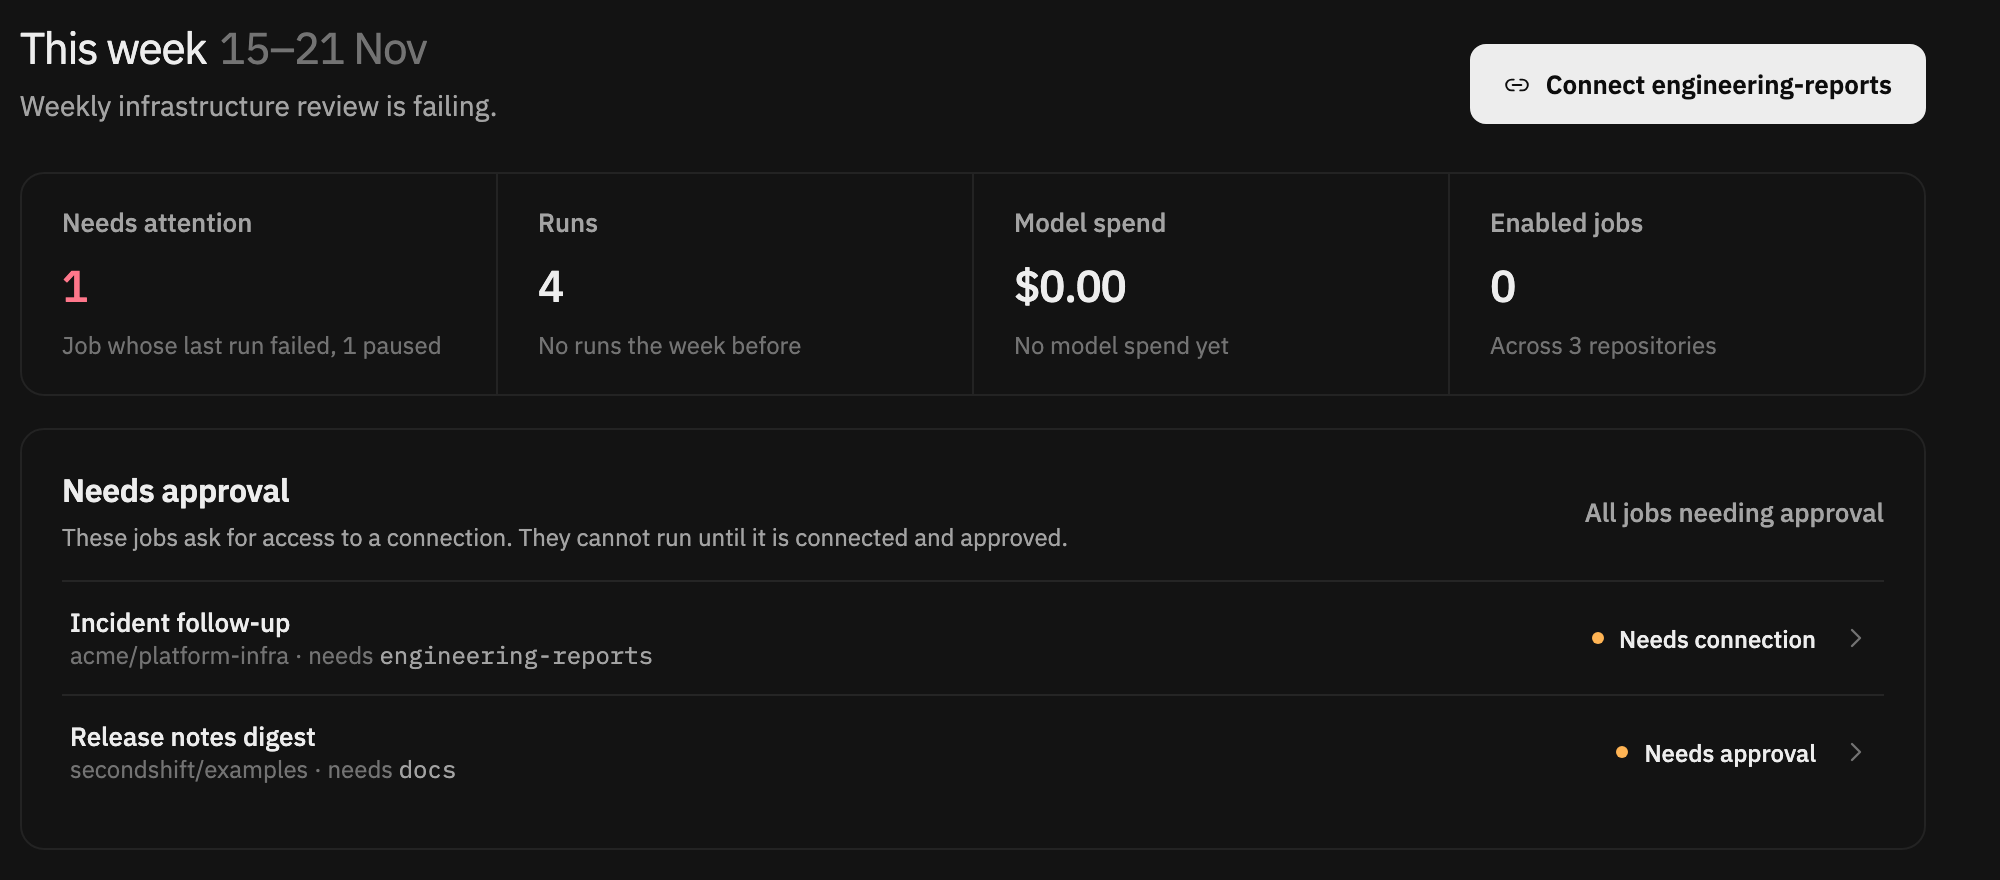 This week 15–21 Nov
Weekly infrastructure review is failing.
Connect engineering-reports
Needs attention
1
Job whose last run failed, 1 paused
Runs
4
No runs the week before
Model spend
$0.00
No model spend yet
Enabled jobs
0
Across 3 repositories
Needs approval
These jobs ask for access to a connection. They cannot run until it is connected and approved.
All jobs needing approval
Incident follow-up
acme/platform-infra · needs engineering-reports
Needs connection
Release notes digest
secondshift/examples · needs docs
Needs approval